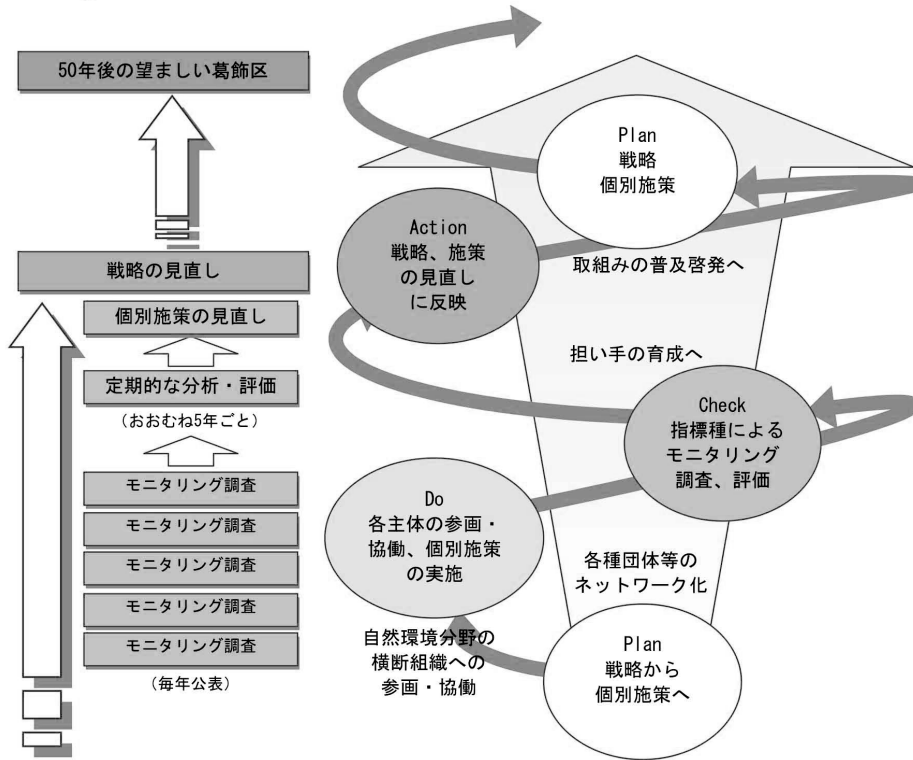 50年後の望ましい葛飾区
戦略の見直し
個別施策の見直し
定期的な分析・評価
(おおむね5年ごと)
モニタリング調査
モニタリング調査
モニタリング調査
モニタリング調査
モニタリング調査
(毎年公表)
Plan
戦略
個別施策
Action
戦略、施策
の見直し
に反映
取組みの普及啓発へ
担い手の育成へ
Check
指標種による
モニタリング
調査、評価
Do
各主体の参画・
協働、個別施策
の実施
各種団体等の
ネットワーク化
自然環境分野の
横断組織への
参画・協働
Plan
戦略から
個別施策へ